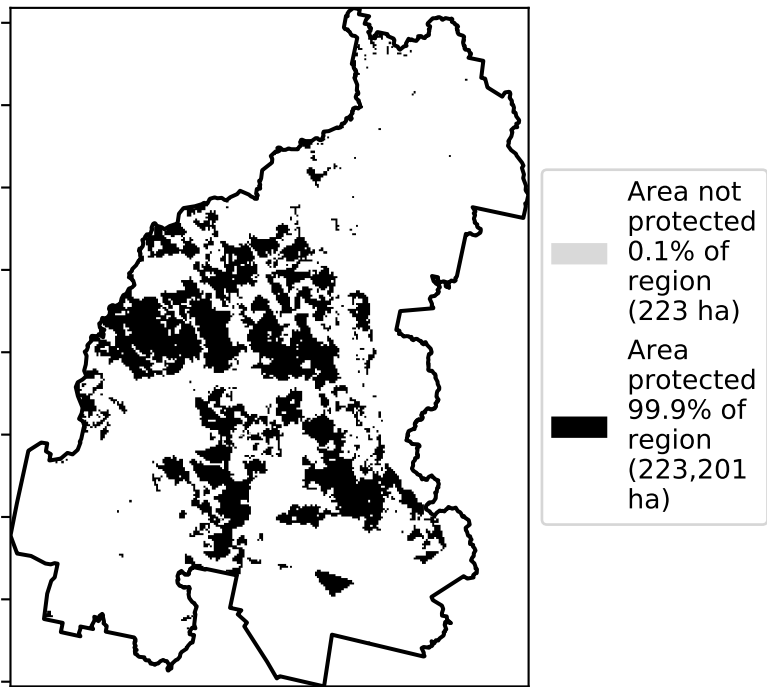 Area not
protected
0.1% of
region
(223 ha)
Area
protected
99.9% of
region
(223,201
ha)